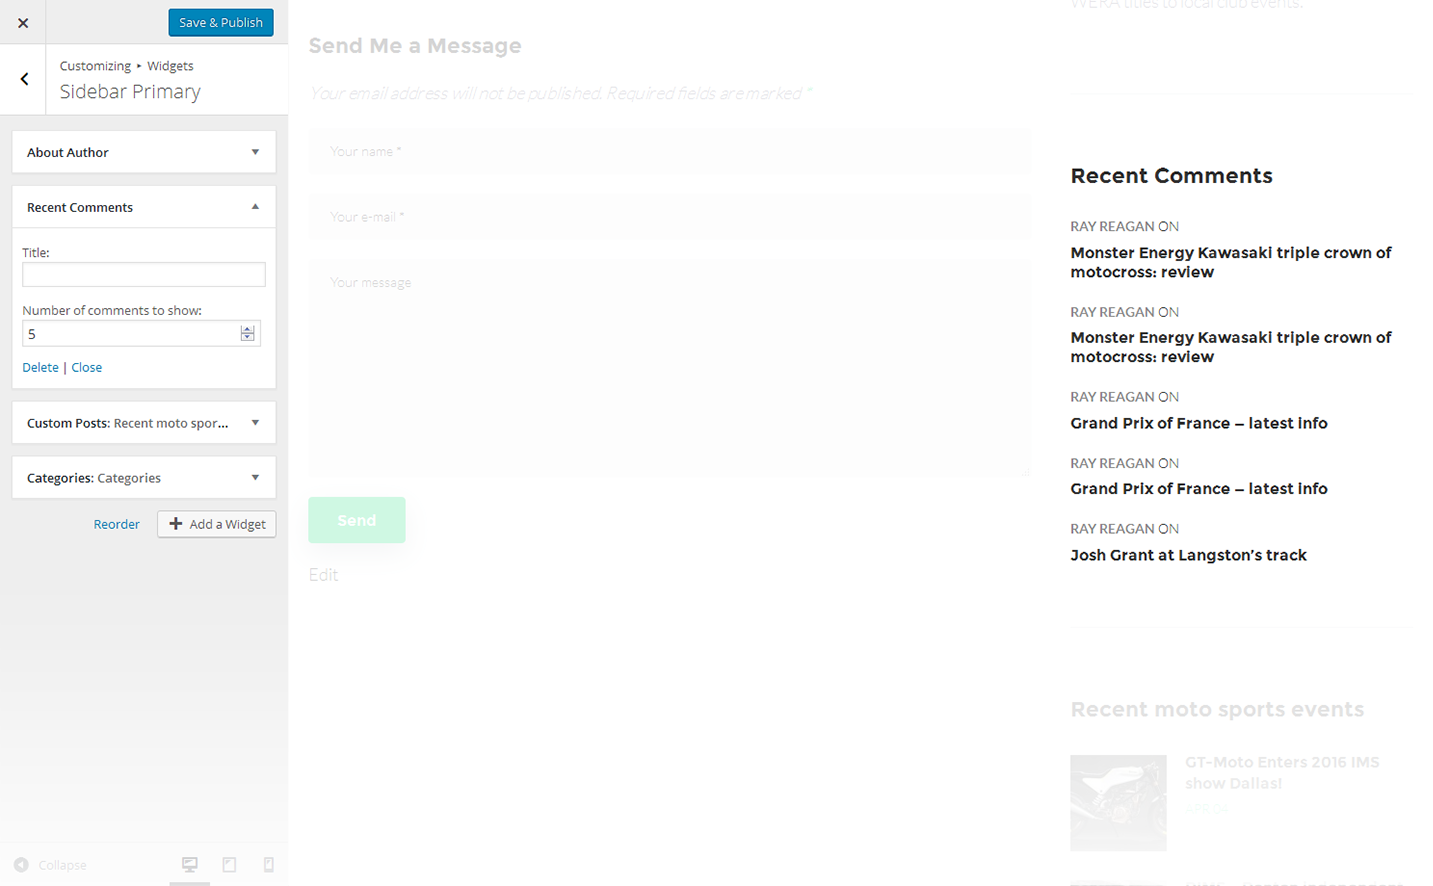 Save & Publish
Customizing ▸ Widgets
Sidebar Primary
About Author
Recent Comments
Title:
Number of comments to show:
5
Delete | Close
Custom Posts: Recent moto spor...
Categories: Categories
Reorder
Add a Widget
Collapse
Send Me a Message
Your email address will not be published. Required fields are marked *
Your name *
Your e-mail *
Your message
Send
Edit
WERA titles to local club events.
Recent Comments
RAY REAGAN ON
Monster Energy Kawasaki triple crown of
motocross: review
RAY REAGAN ON
Monster Energy Kawasaki triple crown of
motocross: review
RAY REAGAN ON
Grand Prix of France – latest info
RAY REAGAN ON
Grand Prix of France – latest info
RAY REAGAN ON
Josh Grant at Langston’s track
Recent moto sports events
GT-Moto Enters 2016 IMS
show Dallas!